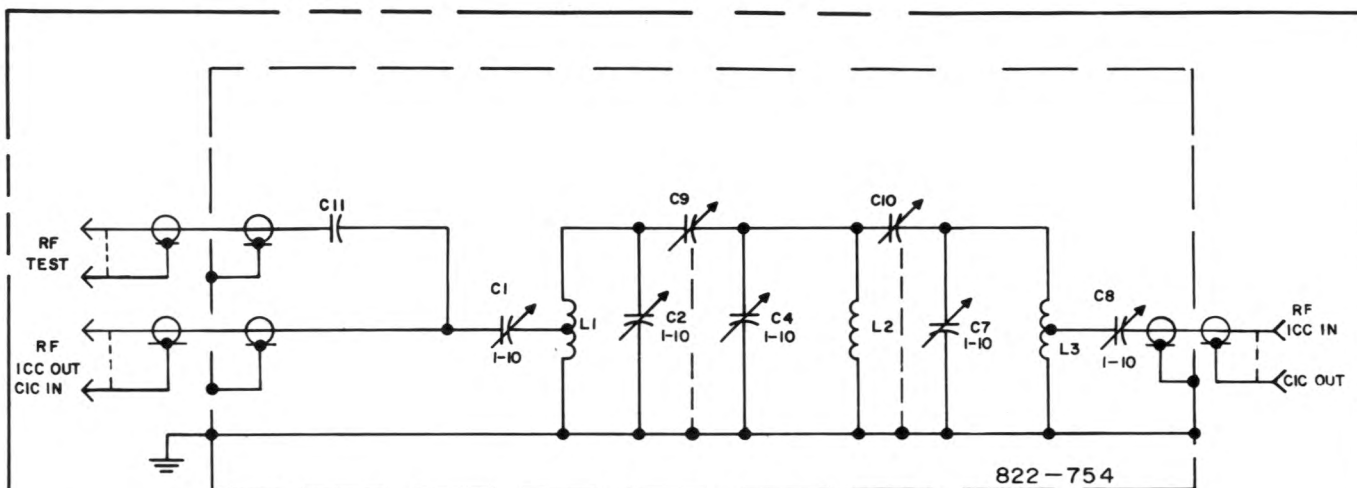 RF
TEST
C11
RF
ICC OUT
CIC IN
C1
1-10
L1
C2
1-10
C9
C4
1-10
L2
C10
C7
1-10
L3
C8
1-10
RF
ICC IN
CIC OUT
822-754